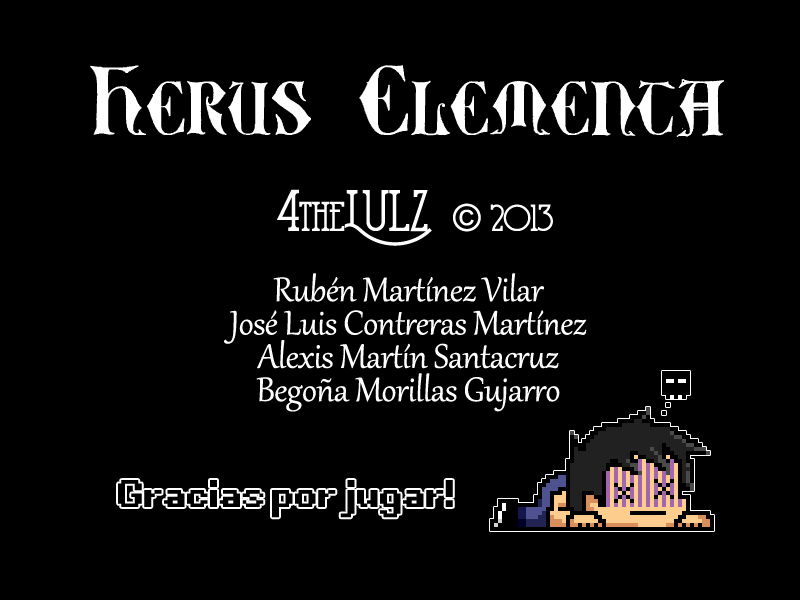 Herus Elementa
4THELULZ © 2013
Rubén Martínez Vilar
José Luis Contreras Martínez
Alexis Martín Santacruz
Begoña Morillas Gujarro
Gracias por jugar!